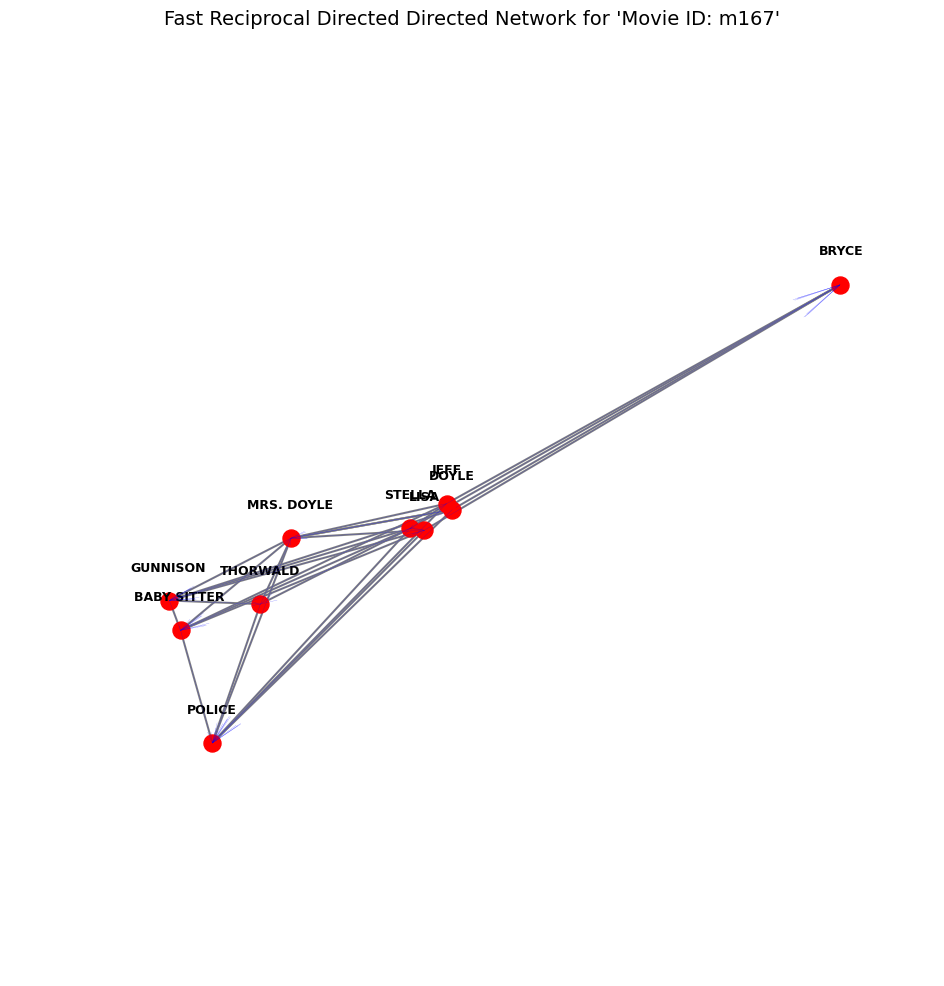 Fast Reciprocal Directed Directed Network for 'Movie ID: m167'
BRYCE
JEFF
DOYLE
STELLA
LISA
MRS. DOYLE
GUNNISON
THORWALD
BABY SITTER
POLICE